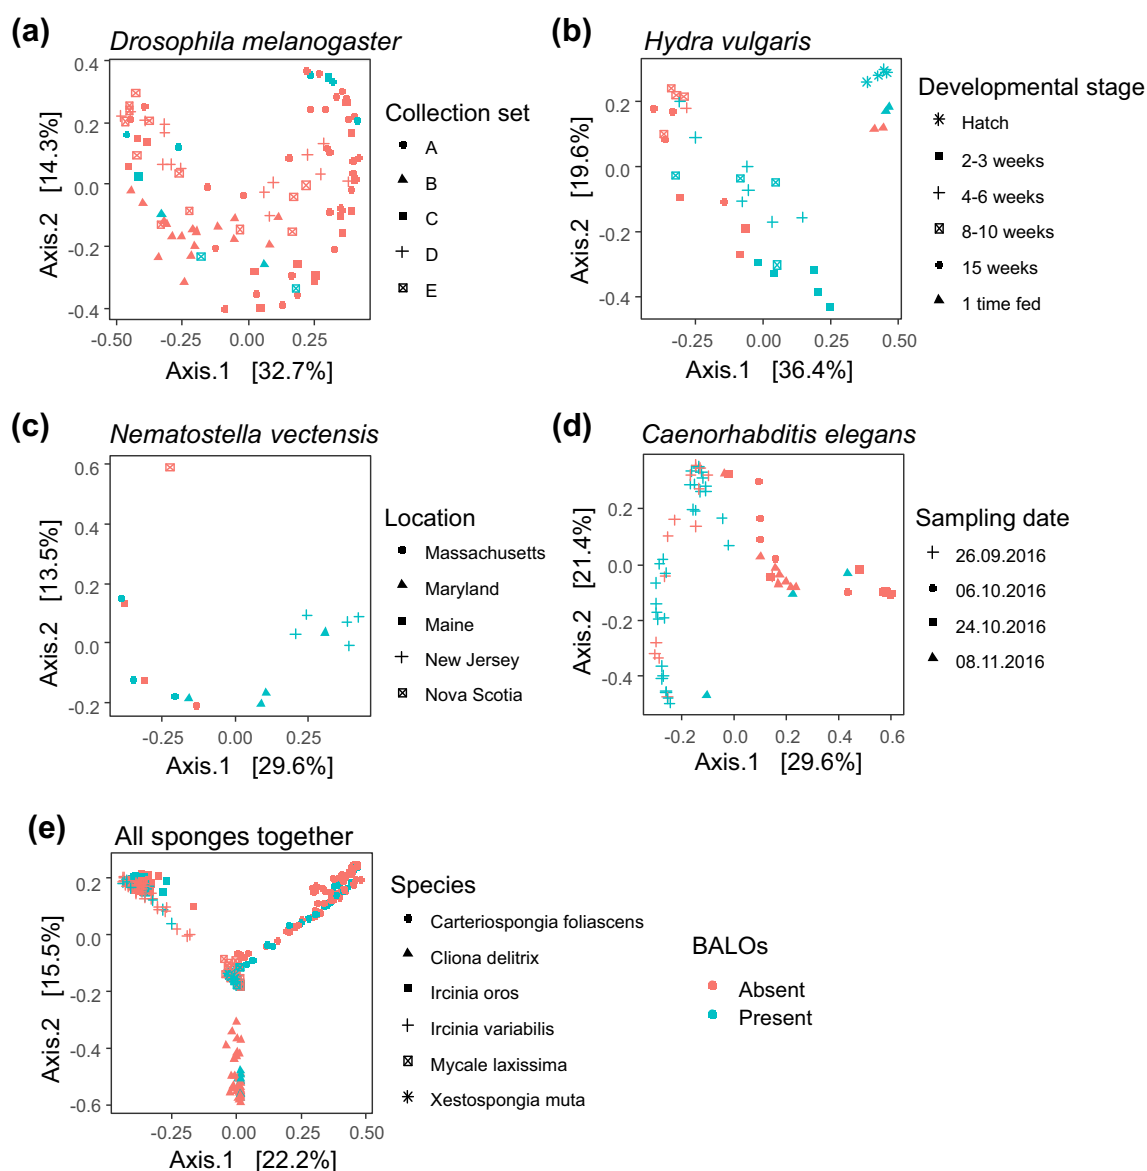 (a)
Drosophila melanogaster
0.4
0.2
0.0
-0.2
-0.4
Axis.2 [14.3%]
-0.50
-0.25
0.00
0.25
Axis.1 [32.7%]
Collection set
A
B
C
D
E
(b)
Hydra vulgaris
0.2
0.0
-0.2
-0.4
Axis.2 [19.6%]
-0.25
0.00
0.25
0.50
Axis.1 [36.4%]
Developmental stage
Hatch
2-3 weeks
4-6 weeks
8-10 weeks
15 weeks
1 time fed
(c)
Nematostella vectensis
0.6
0.4
0.2
0.0
-0.2
Axis.2 [13.5%]
-0.25
0.00
0.25
Axis.1 [29.6%]
Location
Massachusetts
Maryland
Maine
New Jersey
Nova Scotia
(d)
Caenorhabditis elegans
0.2
0.0
-0.2
-0.4
Axis.2 [21.4%]
-0.2
0.0
0.2
0.4
0.6
Axis.1 [29.6%]
Sampling date
26.09.2016
06.10.2016
24.10.2016
08.11.2016
(e)
All sponges together
0.2
0.0
-0.2
-0.4
-0.6
Axis.2 [15.5%]
-0.25
0.00
0.25
0.50
Axis.1 [22.2%]
Species
Carteriospongia foliascens
Cliona delitrix
Ircinia oros
Ircinia variabilis
Mycale laxissima
Xestospongia muta
BALOs
Absent
Present